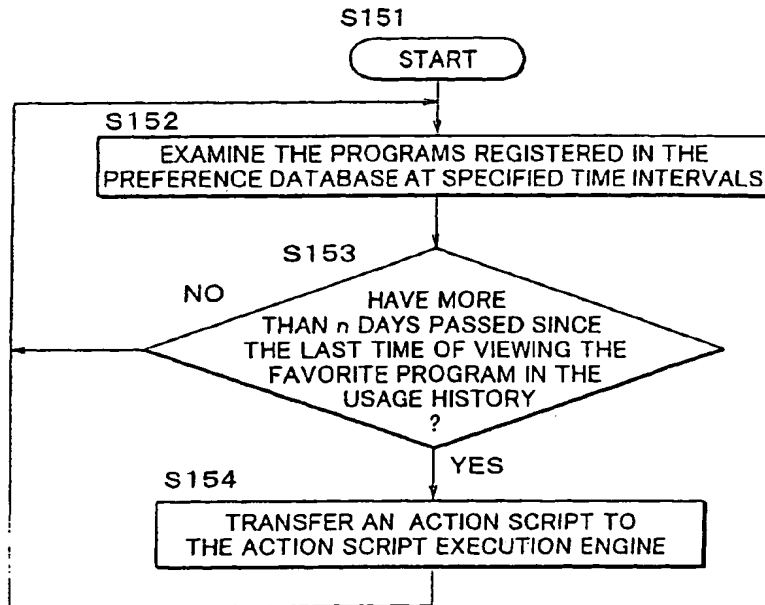 S151
START
S152
EXAMINE THE PROGRAMS REGISTERED IN THE
PREFERENCE DATABASE AT SPECIFIED TIME INTERVALS
S153
NO
HAVE MORE
THAN n DAYS PASSED SINCE
THE LAST TIME OF VIEWING THE
FAVORITE PROGRAM IN THE
USAGE HISTORY
?
YES
S154
TRANSFER AN ACTION SCRIPT TO
THE ACTION SCRIPT EXECUTION ENGINE